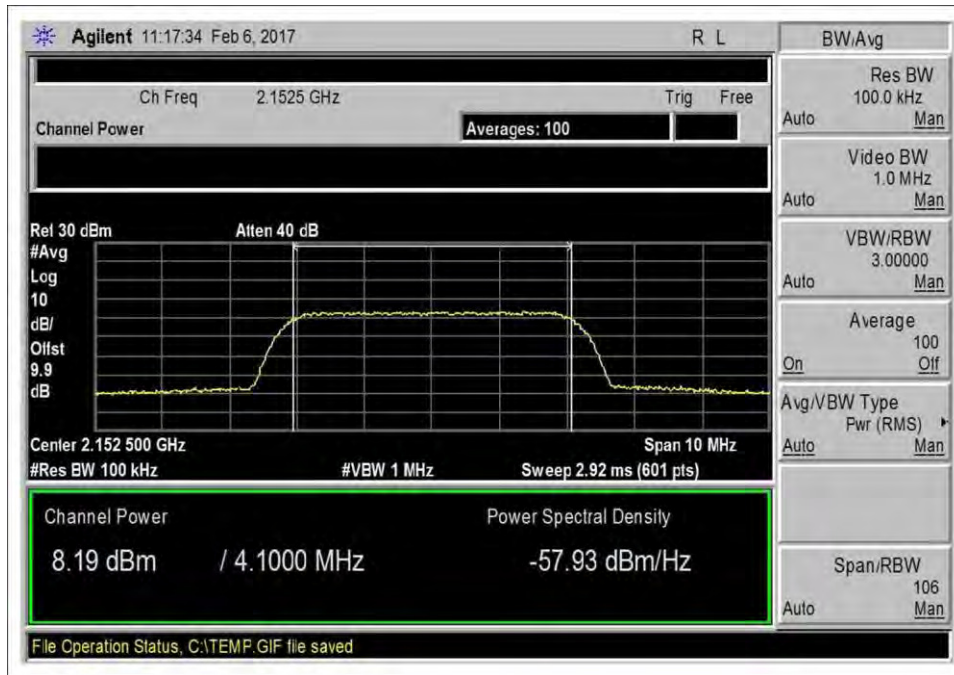 Agilent 11:17:34 Feb 6, 2017 R L
Ch Freq 2.1525 GHz Trig Free
Channel Power Averages: 100
Ref 30 dBm Atten 40 dB
#Avg
Log
10
dB/
Offst
9.9
dB
Center 2.152 500 GHz Span 10 MHz
#Res BW 100 kHz #VBW 1 MHz Sweep 2.92 ms (601 pts)
Channel Power Power Spectral Density
8.19 dBm / 4.1000 MHz -57.93 dBm/Hz
File Operation Status, C:\TEMP.GIF file saved
BW/Avg
Res BW
100.0 kHz
Auto Man
Video BW
1.0 MHz
Auto Man
VBW/RBW
3.00000
Auto Man
Average
100
On Off
Avg/VBW Type
Pwr (RMS)
Auto Man
Span/RBW
106
Auto Man